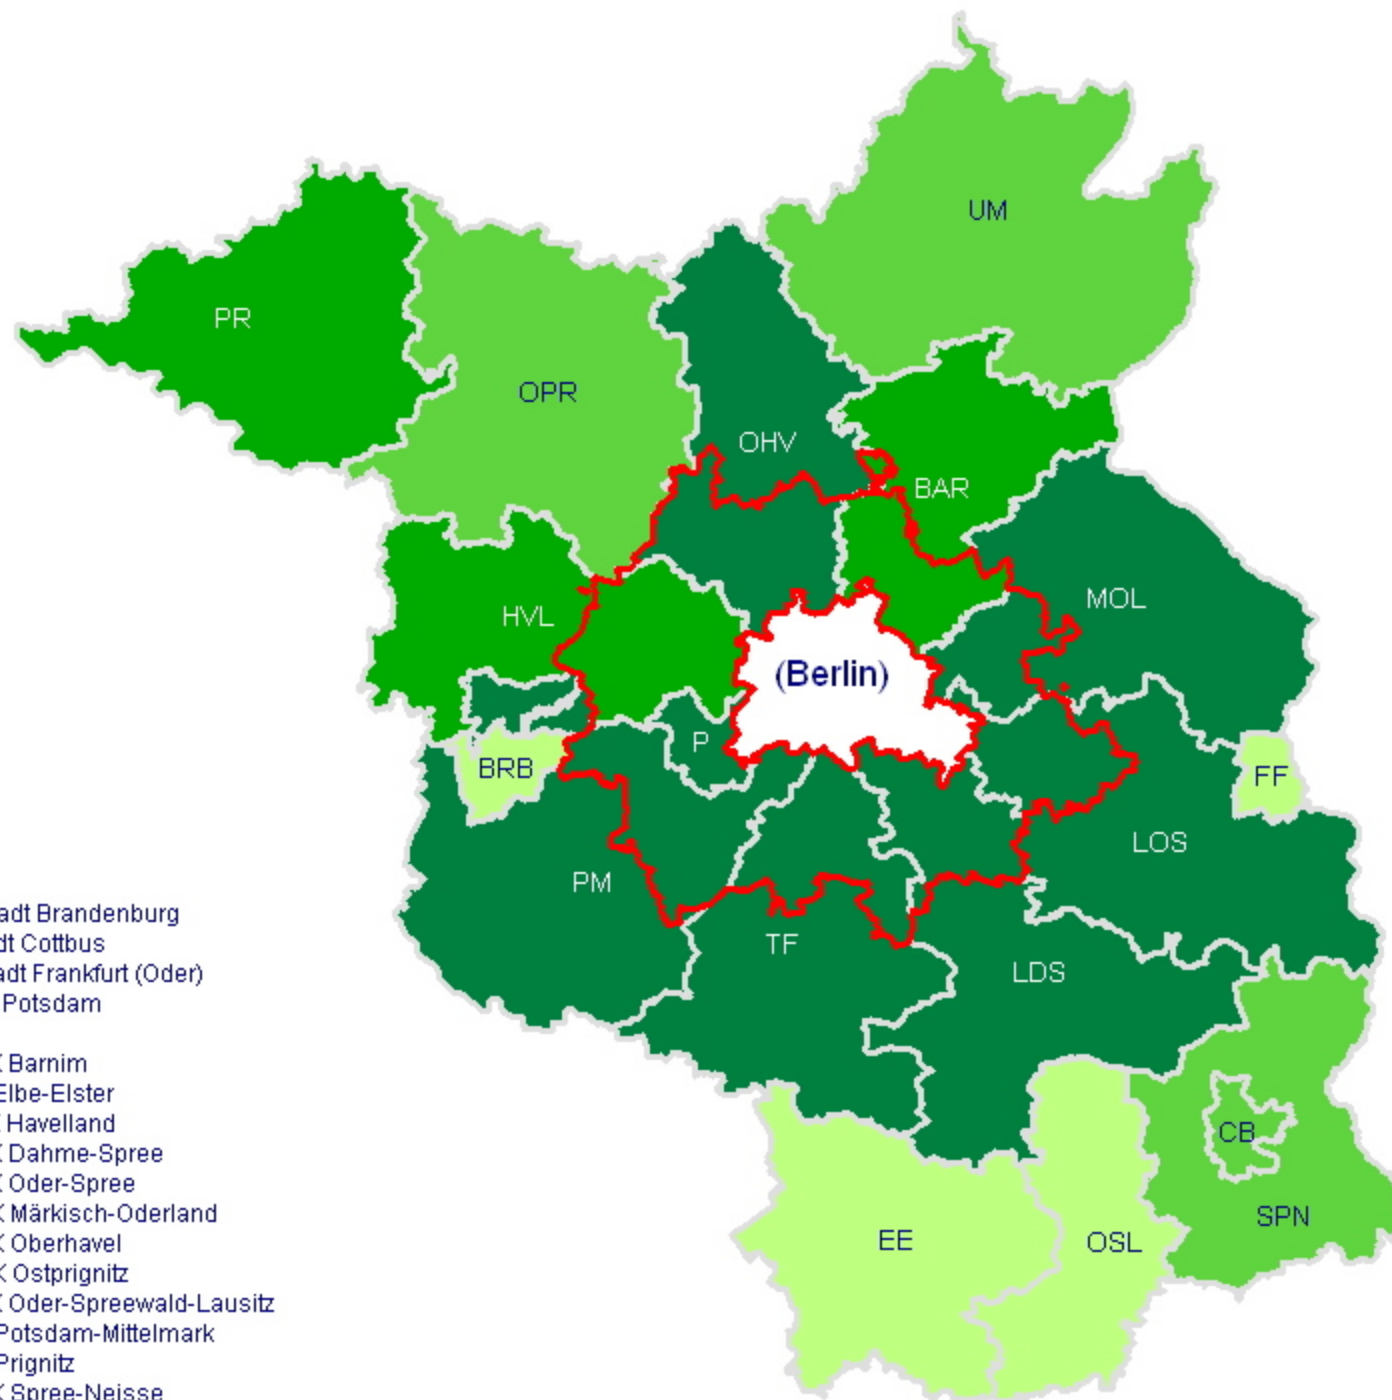 UM
PR
OPR
OHV
BAR
MOL
HVL
(Berlin)
P
BRB
FF
LOS
PM
TF
LDS
CB
SPN
EE
OSL
adt Brandenburg
dt Cottbus
adt Frankfurt (Oder)
Potsdam
K Barnim
Elbe-Elster
K Havelland
K Dahme-Spree
K Oder-Spree
K Märkisch-Oderland
K Oberhavel
K Ostprignitz
K Oder-Spreewald-Lausitz
Potsdam-Mittelmark
Prignitz
K Spree-Neisse